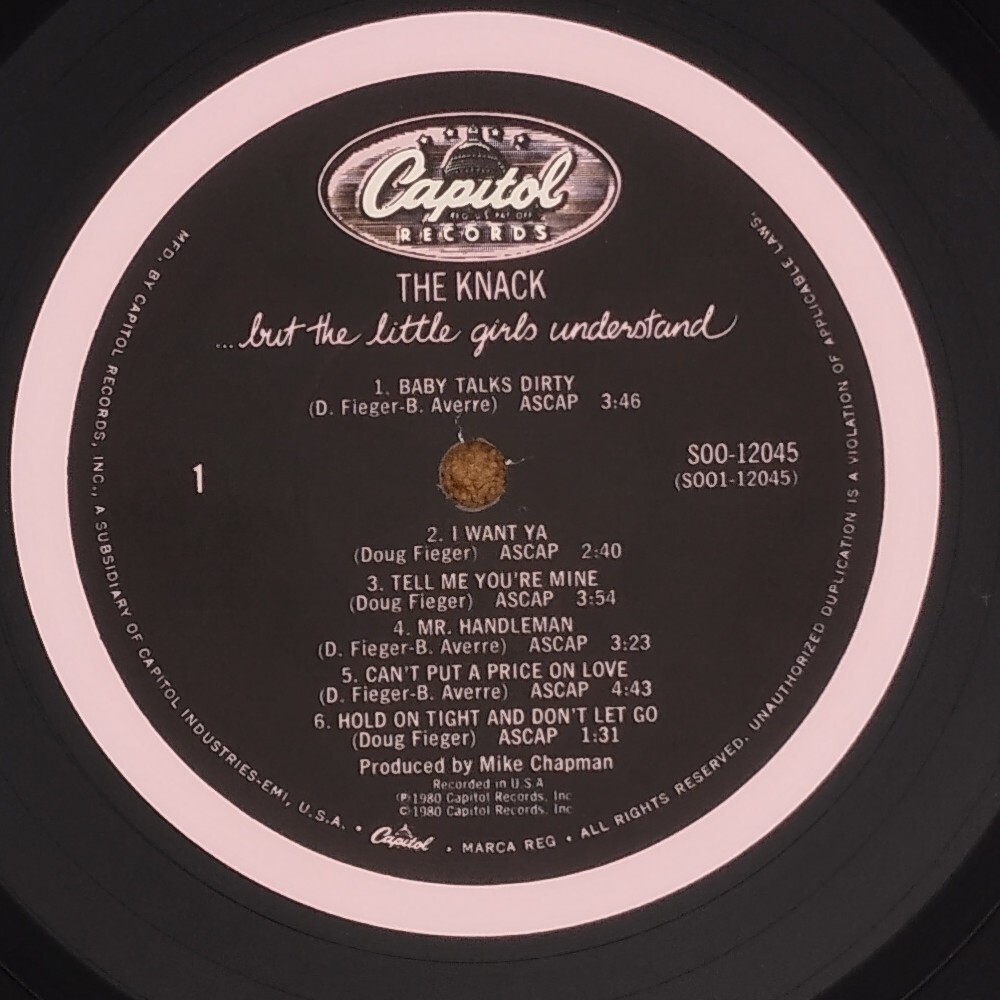 Capitol
REG. U.S. PAT. OFF.
RECORDS
THE KNACK
...but the little girls understand
1. BABY TALKS DIRTY
(D. Fieger-B. Averre) ASCAP 3:46
1
SOO-12045
(SOO1-12045)
2. I WANT YA
(Doug Fieger) ASCAP 2:40
3. TELL ME YOU'RE MINE
(Doug Fieger) ASCAP 3:54
4. MR. HANDLEMAN
(D. Fieger-B. Averre) ASCAP 3:23
5. CAN'T PUT A PRICE ON LOVE
(D. Fieger-B. Averre) ASCAP 4:43
6. HOLD ON TIGHT AND DON'T LET GO
(Doug Fieger) ASCAP 1:31
Produced by Mike Chapman
Recorded in U.S.A
℗1980 Capitol Records, Inc
©1980 Capitol Records, Inc
MFD. BY CAPITOL RECORDS, INC., A SUBSIDIARY OF CAPITOL INDUSTRIES-EMI, U.S.A. • Capitol • MARCA REG • ALL RIGHTS RESERVED. UNAUTHORIZED DUPLICATION IS A VIOLATION OF APPLICABLE LAWS.